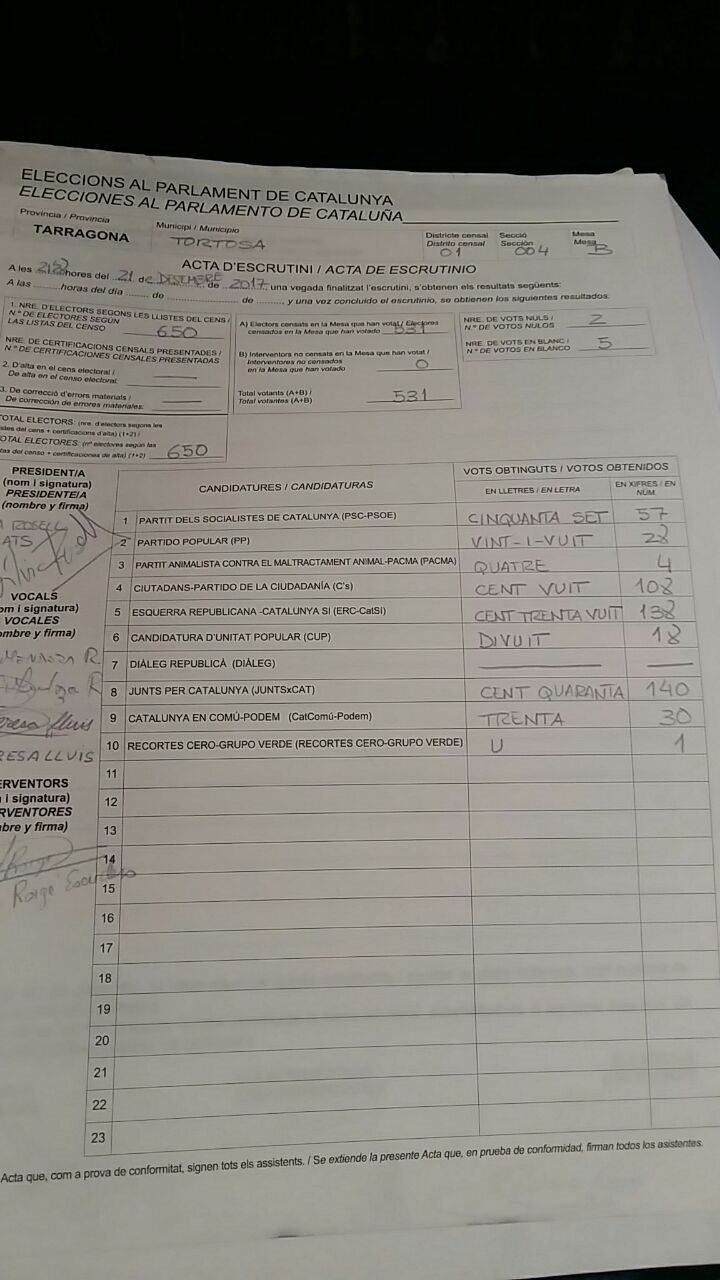 ELECCIONS AL PARLAMENT DE CATALUNYA
ELECCIONES AL PARLAMENTO DE CATALUÑA
Província / Provincia
TARRAGONA
Municipi / Municipio
TORTOSA
Districte censal
Distrito censal
01
Secció
Sección
004
Mesa
Mesa
B
ACTA D'ESCRUTINI / ACTA DE ESCRUTINIO
A les hores del 21 de DESEMBRE de 2017, una vegada finalitzat l'escrutini, s'obtenen els resultats següents:
A las ........horas del día ....... de .......................... de ........, y una vez concluido el escrutinio, se obtienen los siguientes resultados:
1. NRE. D'ELECTORS SEGONS LES LLISTES DEL CENS /
N.º DE ELECTORES SEGÚN
LAS LISTAS DEL CENSO 650
NRE. DE CERTIFICACIONS CENSALS PRESENTADES /
N.º DE CERTIFICACIONES CENSALES PRESENTADAS
2. D'alta en el cens electoral /
De alta en el censo electoral:
3. De correcció d'errors materials /
De corrección de errores materiales:
TOTAL ELECTORS: (nre. d'electors segons les
llistes del cens + certificacions d'alta) (1+2) /
TOTAL ELECTORES: (nº electores según las
listas del censo + certificaciones de alta) (1+2) 650
A) Electors censats en la Mesa que han votat / Electores
censados en la Mesa que han votado 531
B) Interventors no censats en la Mesa que han votat /
Interventores no censados
en la Mesa que han votado 0
Total votants (A+B) /
Total votantes (A+B) 531
NRE. DE VOTS NULS /
N.º DE VOTOS NULOS 2
NRE. DE VOTS EN BLANC /
N.º DE VOTOS EN BLANCO 5
PRESIDENT/A
(nom i signatura)
PRESIDENTE/A
(nombre y firma)
ROSELL
ATS
VOCALS
(nom i signatura)
VOCALES
(nombre y firma)
MENDOZA R.
Teresa Lluis
TERESA LLUIS
INTERVENTORS
(nom i signatura)
INTERVENTORES
(nombre y firma)
CANDIDATURES / CANDIDATURAS
VOTS OBTINGUTS / VOTOS OBTENIDOS
EN LLETRES / EN LETRA
EN XIFRES / EN NÚM.
1 PARTIT DELS SOCIALISTES DE CATALUNYA (PSC-PSOE) CINQUANTA SET 57
2 PARTIDO POPULAR (PP) VINT-I-VUIT 28
3 PARTIT ANIMALISTA CONTRA EL MALTRACTAMENT ANIMAL-PACMA (PACMA) QUATRE 4
4 CIUTADANS-PARTIDO DE LA CIUDADANÍA (C's) CENT VUIT 108
5 ESQUERRA REPUBLICANA -CATALUNYA SÍ (ERC-CatSí) CENT TRENTA VUIT 138
6 CANDIDATURA D'UNITAT POPULAR (CUP) DIVUIT 18
7 DIÀLEG REPUBLICÀ (DIÀLEG)
8 JUNTS PER CATALUNYA (JUNTSxCAT) CENT QUARANTA 140
9 CATALUNYA EN COMÚ-PODEM (CatComú-Podem) TRENTA 30
10 RECORTES CERO-GRUPO VERDE (RECORTES CERO-GRUPO VERDE) U 1
11
12
13
14
15
16
17
18
19
20
21
22
23
Acta que, com a prova de conformitat, signen tots els assistents. / Se extiende la presente Acta que, en prueba de conformidad, firman todos los asistentes.